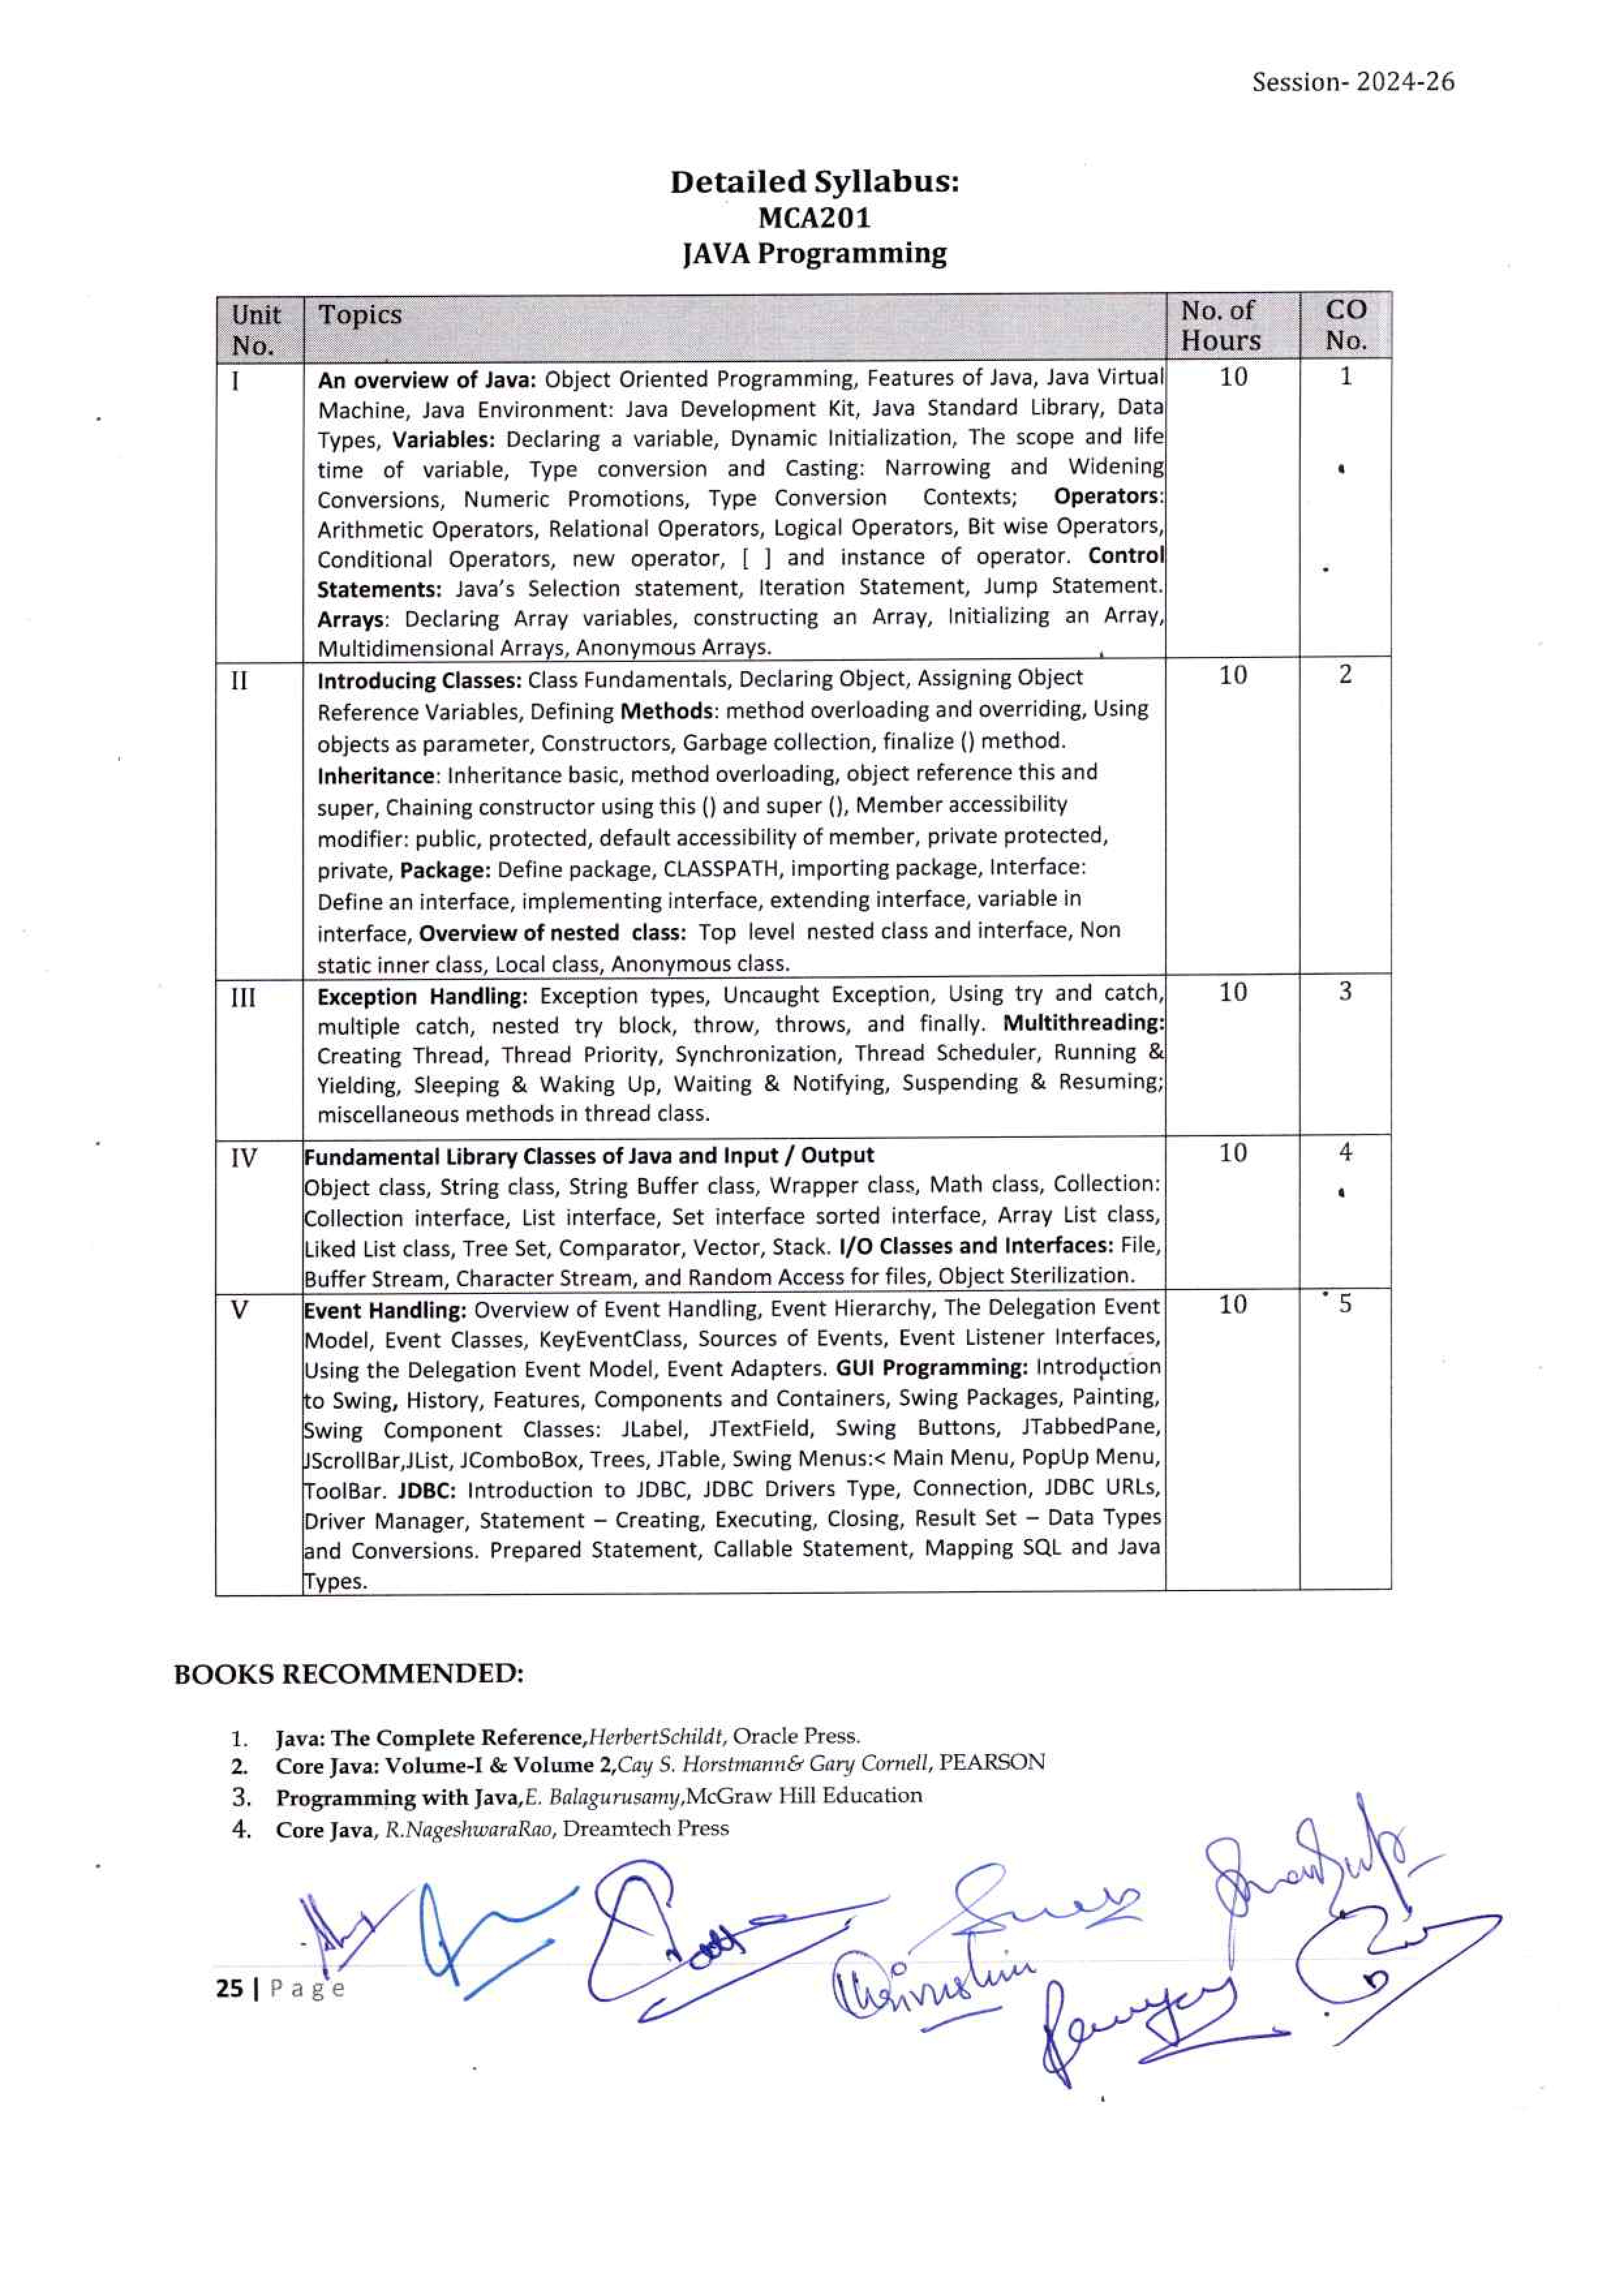 Session- 2024-26
Detailed Syllabus:
MCA201
JAVA Programming
Unit No. Topics No. of Hours CO No.
I An overview of Java: Object Oriented Programming, Features of Java, Java Virtual 10 1
Machine, Java Environment: Java Development Kit, Java Standard Library, Data
Types, Variables: Declaring a variable, Dynamic Initialization, The scope and life
time of variable, Type conversion and Casting: Narrowing and Widening
Conversions, Numeric Promotions, Type Conversion Contexts; Operators:
Arithmetic Operators, Relational Operators, Logical Operators, Bit wise Operators,
Conditional Operators, new operator, [ ] and instance of operator. Control
Statements: Java's Selection statement, Iteration Statement, Jump Statement.
Arrays: Declaring Array variables, constructing an Array, Initializing an Array,
Multidimensional Arrays, Anonymous Arrays.
II Introducing Classes: Class Fundamentals, Declaring Object, Assigning Object 10 2
Reference Variables, Defining Methods: method overloading and overriding, Using
objects as parameter, Constructors, Garbage collection, finalize () method.
Inheritance: Inheritance basic, method overloading, object reference this and
super, Chaining constructor using this () and super (), Member accessibility
modifier: public, protected, default accessibility of member, private protected,
private, Package: Define package, CLASSPATH, importing package, Interface:
Define an interface, implementing interface, extending interface, variable in
interface, Overview of nested class: Top level nested class and interface, Non
static inner class, Local class, Anonymous class.
III Exception Handling: Exception types, Uncaught Exception, Using try and catch, 10 3
multiple catch, nested try block, throw, throws, and finally. Multithreading:
Creating Thread, Thread Priority, Synchronization, Thread Scheduler, Running &
Yielding, Sleeping & Waking Up, Waiting & Notifying, Suspending & Resuming;
miscellaneous methods in thread class.
IV Fundamental Library Classes of Java and Input / Output 10 4
Object class, String class, String Buffer class, Wrapper class, Math class, Collection:
Collection interface, List interface, Set interface sorted interface, Array List class,
Liked List class, Tree Set, Comparator, Vector, Stack. I/O Classes and Interfaces: File,
Buffer Stream, Character Stream, and Random Access for files, Object Sterilization.
V Event Handling: Overview of Event Handling, Event Hierarchy, The Delegation Event 10 5
Model, Event Classes, KeyEventClass, Sources of Events, Event Listener Interfaces,
Using the Delegation Event Model, Event Adapters. GUI Programming: Introduction
to Swing, History, Features, Components and Containers, Swing Packages, Painting,
Swing Component Classes: JLabel, JTextField, Swing Buttons, JTabbedPane,
JScrollBar,JList, JComboBox, Trees, JTable, Swing Menus:< Main Menu, PopUp Menu,
ToolBar. JDBC: Introduction to JDBC, JDBC Drivers Type, Connection, JDBC URLs,
Driver Manager, Statement – Creating, Executing, Closing, Result Set – Data Types
and Conversions. Prepared Statement, Callable Statement, Mapping SQL and Java
Types.
BOOKS RECOMMENDED:
1. Java: The Complete Reference,HerbertSchildt, Oracle Press.
2. Core Java: Volume-I & Volume 2,Cay S. Horstmann& Gary Cornell, PEARSON
3. Programming with Java,E. Balagurusamy,McGraw Hill Education
4. Core Java, R.NageshwaraRao, Dreamtech Press
25 | Page